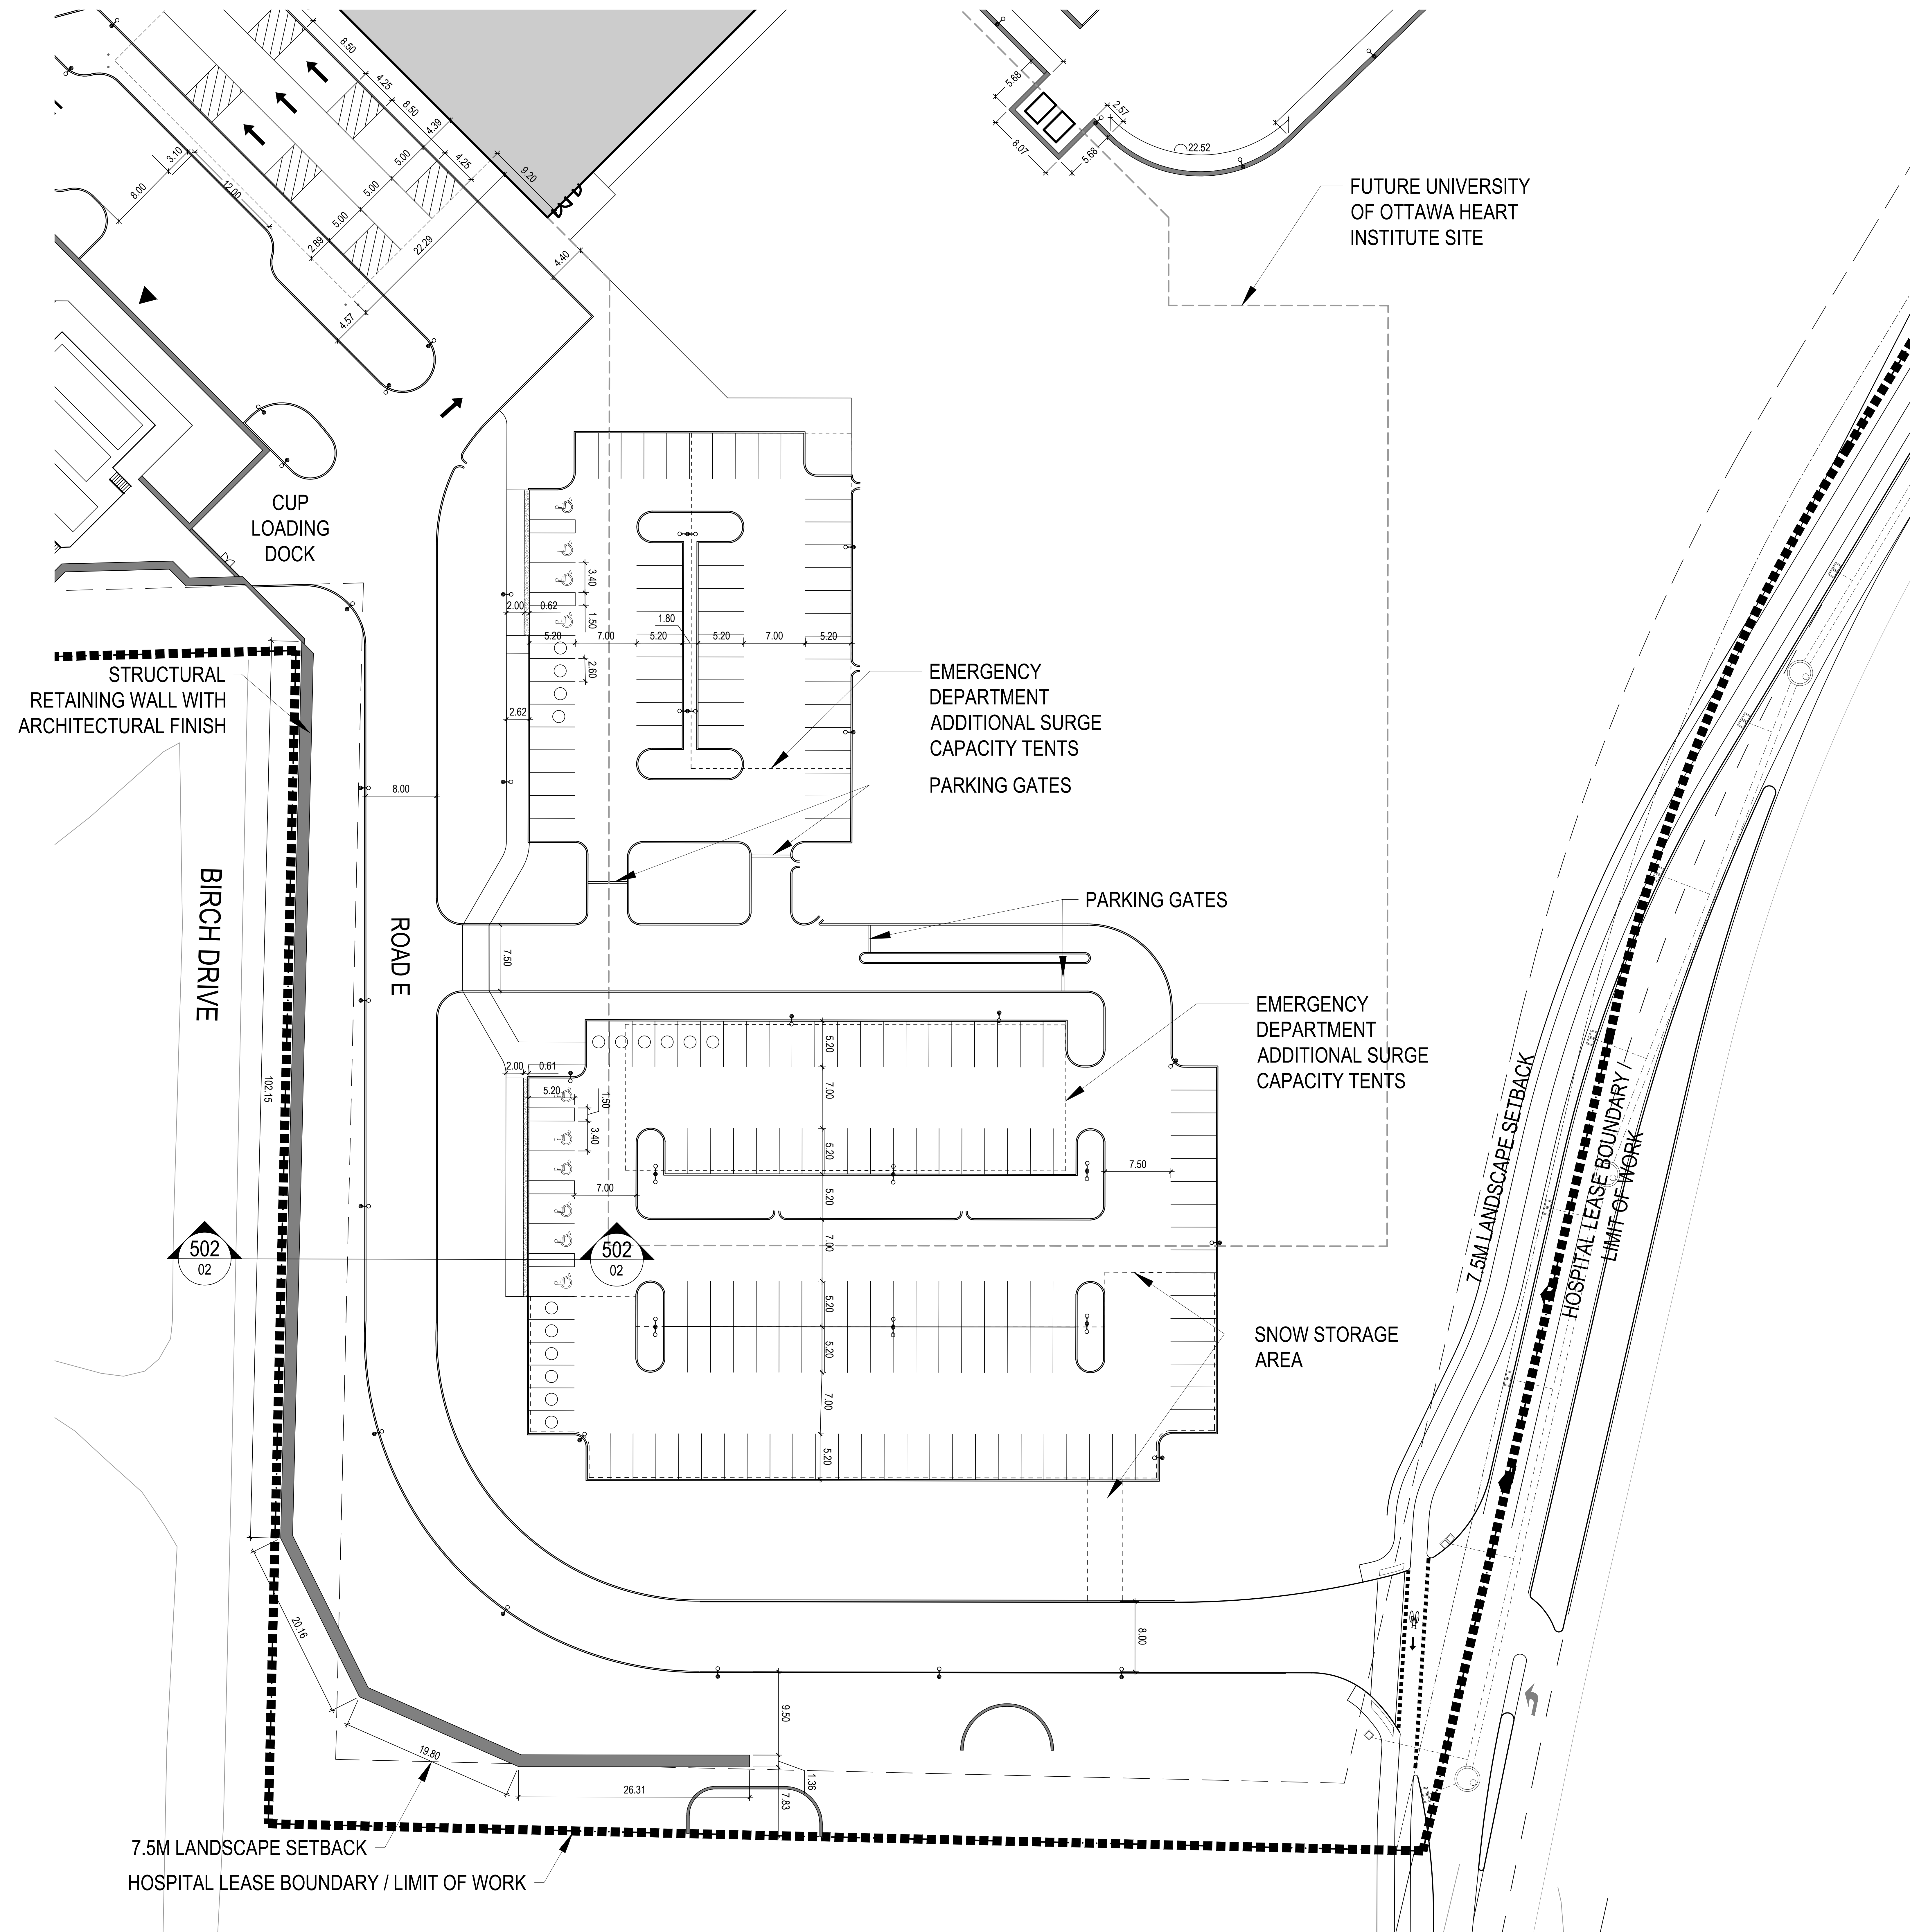 8.50
4.25
8.50
4.39
5.00
4.25
5.00
5.00
2.89
22.29
9.20
4.40
3.10
8.00
12.00
4.57
5.68
8.07
5.68
2.57
22.52
FUTURE UNIVERSITY
OF OTTAWA HEART
INSTITUTE SITE
CUP
LOADING
DOCK
3.40
2.00
0.62
1.50
1.80
5.20
7.00
5.20
5.20
7.00
5.20
2.60
2.62
STRUCTURAL
RETAINING WALL WITH
ARCHITECTURAL FINISH
EMERGENCY
DEPARTMENT
ADDITIONAL SURGE
CAPACITY TENTS
PARKING GATES
8.00
BIRCH DRIVE
ROAD E
PARKING GATES
7.50
EMERGENCY
DEPARTMENT
ADDITIONAL SURGE
CAPACITY TENTS
5.20
2.00
0.61
5.20
1.50
7.00
3.40
102.15
5.20
7.50
7.00
5.20
7.00
502
02
502
02
5.20
5.20
7.00
5.20
7.5M LANDSCAPE SETBACK
HOSPITAL LEASE BOUNDARY /
LIMIT OF WORK
SNOW STORAGE
AREA
8.00
20.16
19.80
26.31
9.50
1.36
7.83
7.5M LANDSCAPE SETBACK
HOSPITAL LEASE BOUNDARY / LIMIT OF WORK